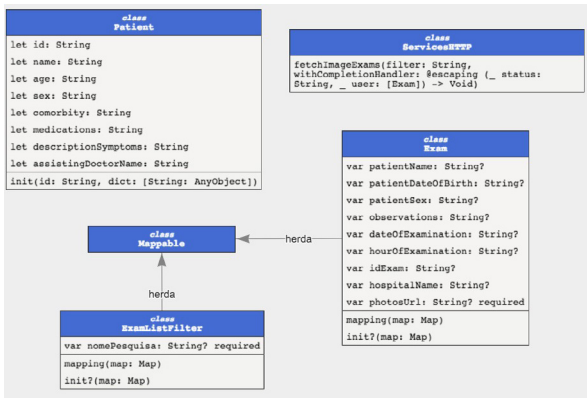 class
Patient
let id: String
let name: String
let age: String
let sex: String
let comorbity: String
let medications: String
let descriptionSymptoms: String
let assistingDoctorName: String
init(id: String, dict: [String: AnyObject])
class
ServicesHTTP
fetchImageExams(filter: String,
withCompletionHandler: @escaping (_ status:
String, _ user: [Exam]) -> Void)
class
Exam
var patientName: String?
var patientDateOfBirth: String?
var patientSex: String?
var observations: String?
var dateOfExamination: String?
var hourOfExamination: String?
var idExam: String?
var hospitalName: String?
var photosUrl: String? required
mapping(map: Map)
init?(map: Map)
class
Mappable
herda
herda
class
ExamListFilter
var nomePesquisa: String? required
mapping(map: Map)
init?(map: Map)